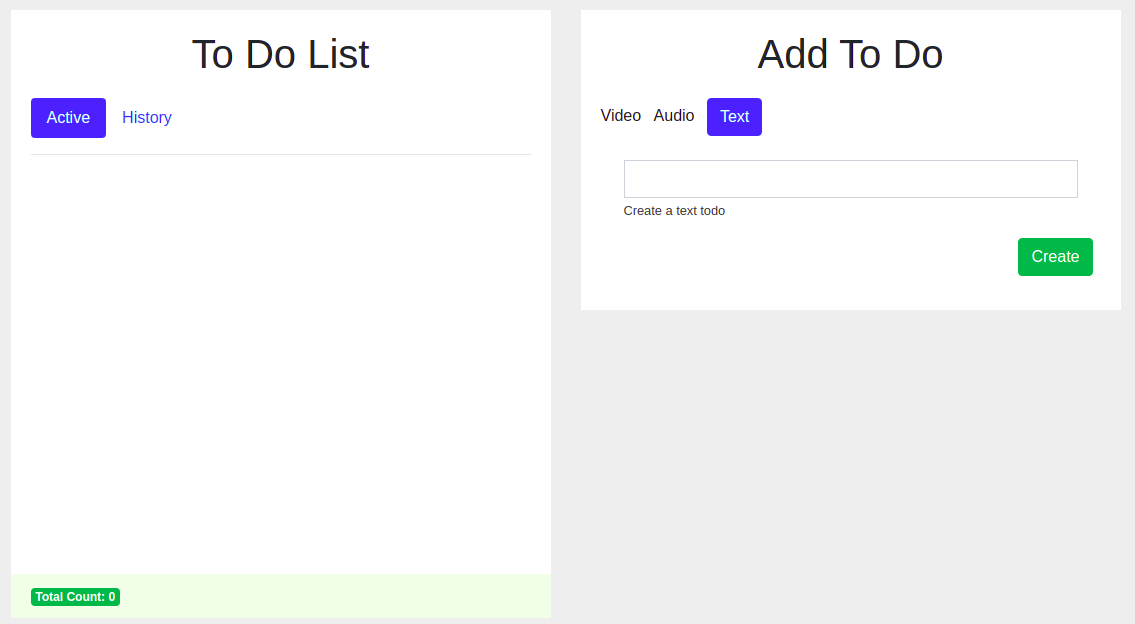 To Do List
Active History
Total Count: 0
Add To Do
Video Audio Text
Create a text todo
Create